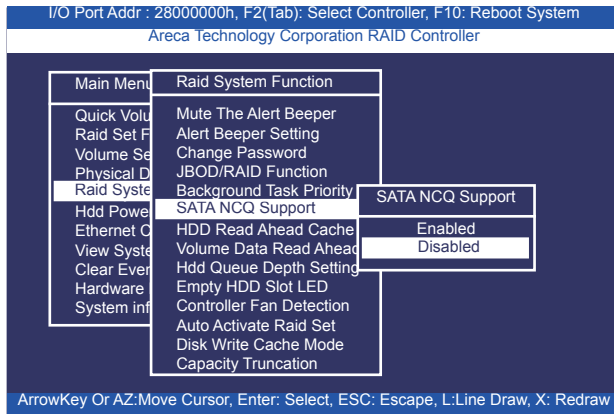 I/O Port Addr : 28000000h, F2(Tab): Select Controller, F10: Reboot System
Areca Technology Corporation RAID Controller
Main Menu
Quick Volu
Raid Set F
Volume Se
Physical D
Raid Syste
Hdd Powe
Ethernet C
View Syste
Clear Even
Hardware
System inf
Raid System Function
Mute The Alert Beeper
Alert Beeper Setting
Change Password
JBOD/RAID Function
Background Task Priority
SATA NCQ Support
HDD Read Ahead Cache
Volume Data Read Ahead
Hdd Queue Depth Setting
Empty HDD Slot LED
Controller Fan Detection
Auto Activate Raid Set
Disk Write Cache Mode
Capacity Truncation
SATA NCQ Support
Enabled
Disabled
ArrowKey Or AZ:Move Cursor, Enter: Select, ESC: Escape, L:Line Draw, X: Redraw